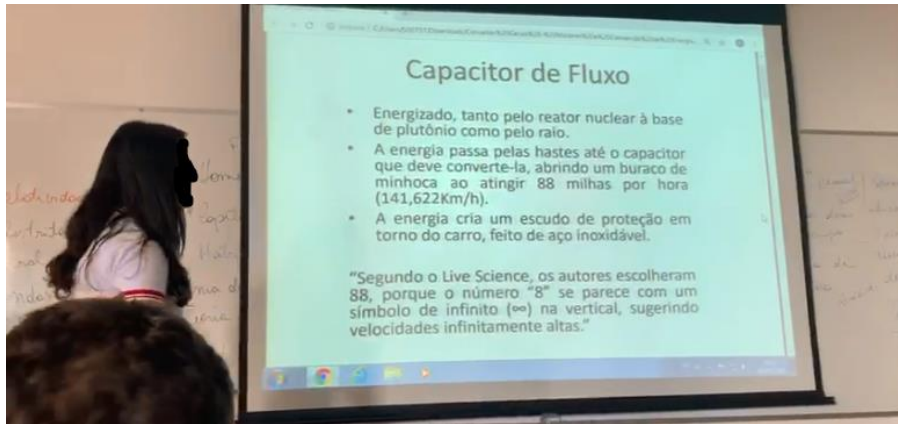 Capacitor de Fluxo
• Energizado, tanto pelo reator nuclear à base
de plutônio como pelo raio.
• A energia passa pelas hastes até o capacitor
que deve converte-la, abrindo um buraco de
minhoca ao atingir 88 milhas por hora
(141,622Km/h).
• A energia cria um escudo de proteção em
torno do carro, feito de aço inoxidável.
"Segundo o Live Science, os autores escolheram
88, porque o número "8" se parece com um
símbolo de infinito (∞) na vertical, sugerindo
velocidades infinitamente altas."